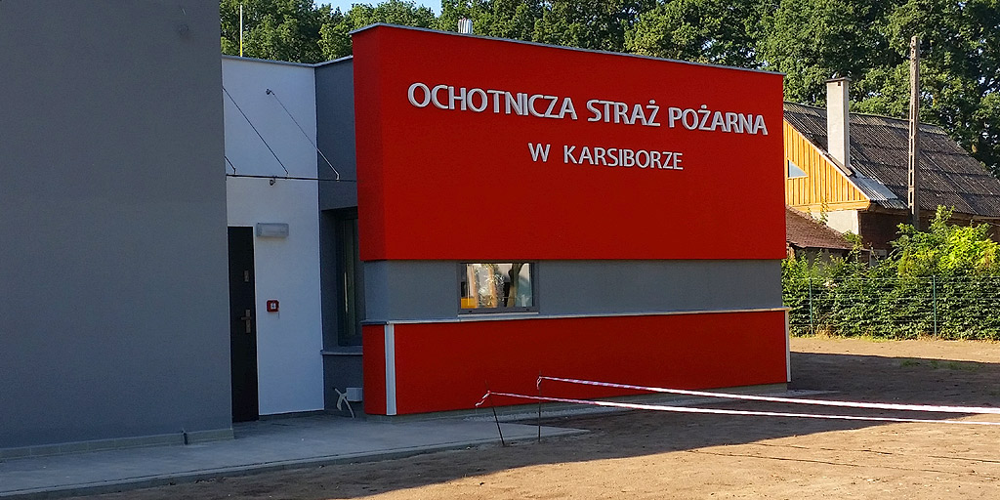 OCHOTNICZA STRAŻ POŻARNA
W KARSIBORZE